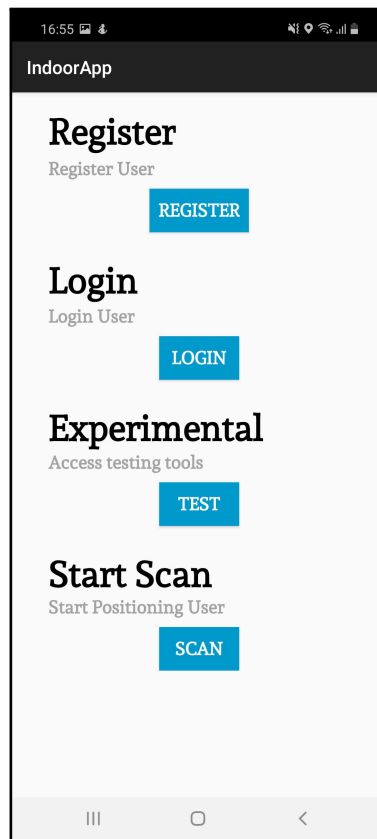 16:55
IndoorApp
Register
Register User
REGISTER
Login
Login User
LOGIN
Experimental
Access testing tools
TEST
Start Scan
Start Positioning User
SCAN